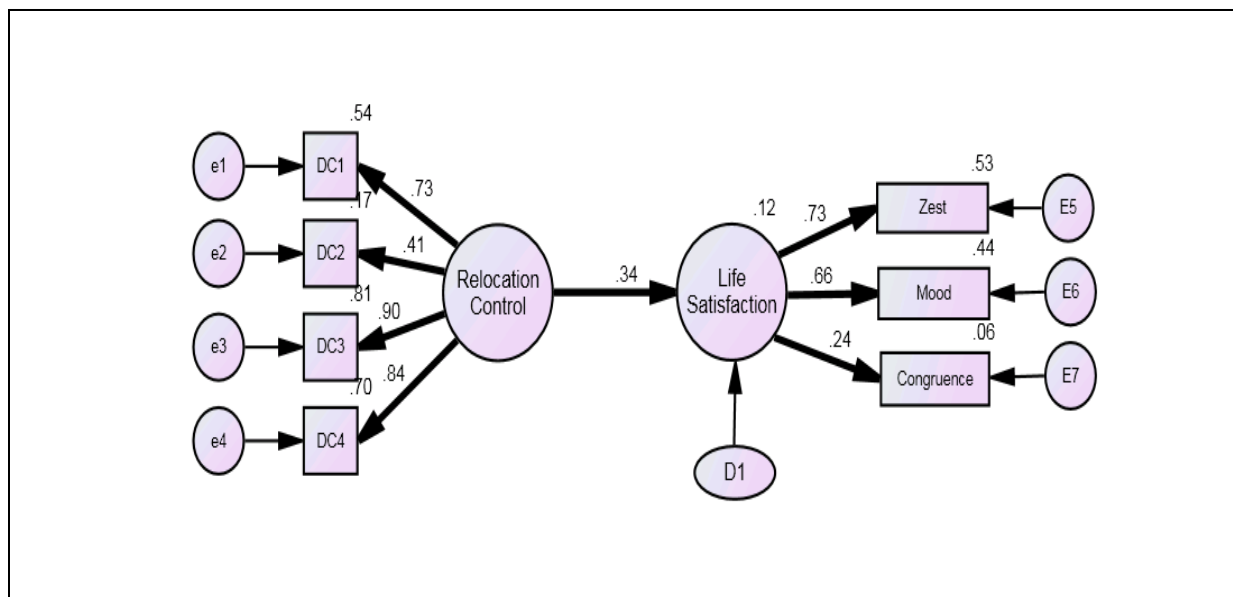 .54
e1
DC1
.73
.17
e2
DC2
.41
.81
e3
DC3
.90
.70
.84
e4
DC4
Relocation
Control
.34
.12
Life
Satisfaction
D1
.73
.53
Zest
E5
.66
.44
Mood
E6
.24
.06
Congruence
E7